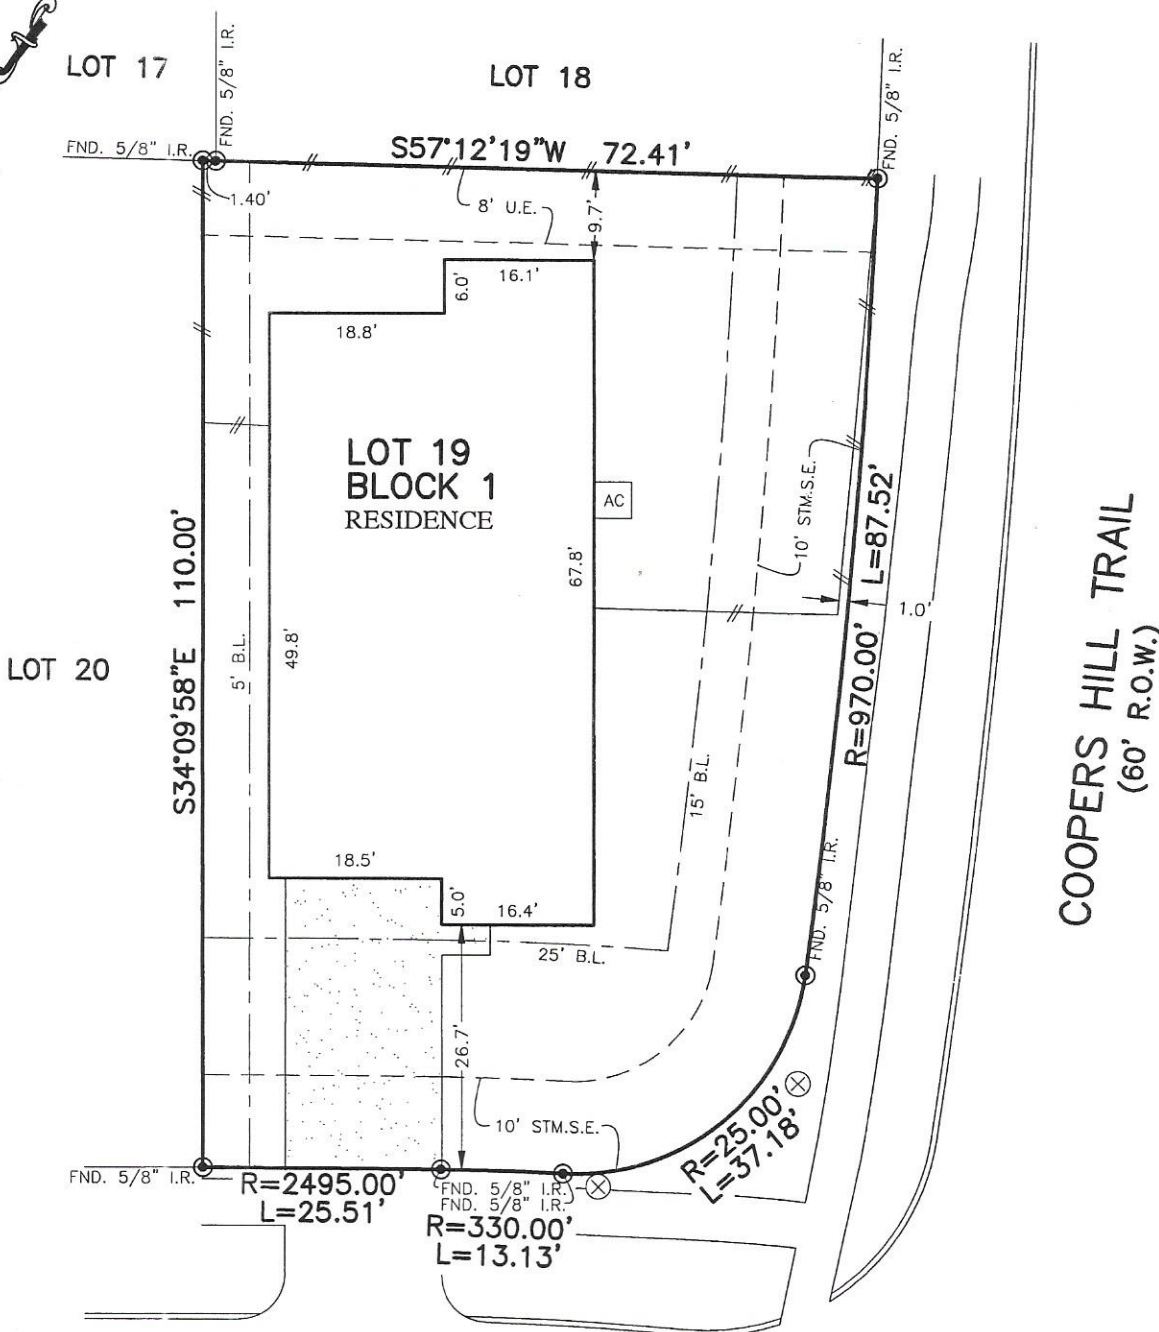 LOT 17
FND. 5/8" I.R.
LOT 18
FND. 5/8" I.R.
FND. 5/8" I.R.
S57°12'19"W 72.41'
1.40'
8' U.E.
9.7'
16.1'
6.0'
18.8'
LOT 19
BLOCK 1
RESIDENCE
AC
10' STM.S.E.
L=87.52'
R=970.00'
1.0'
COOPERS HILL TRAIL
(60' R.O.W.)
67.8'
49.8'
5' B.L.
S34°09'58"E 110.00'
LOT 20
15' B.L.
18.5'
5.0'
16.4'
25' B.L.
FND. 5/8" I.R.
26.7'
10' STM.S.E.
R=25.00'
L=37.18'
FND. 5/8" I.R.
R=2495.00'
L=25.51'
FND. 5/8" I.R.
FND. 5/8" I.R.
R=330.00'
L=13.13'